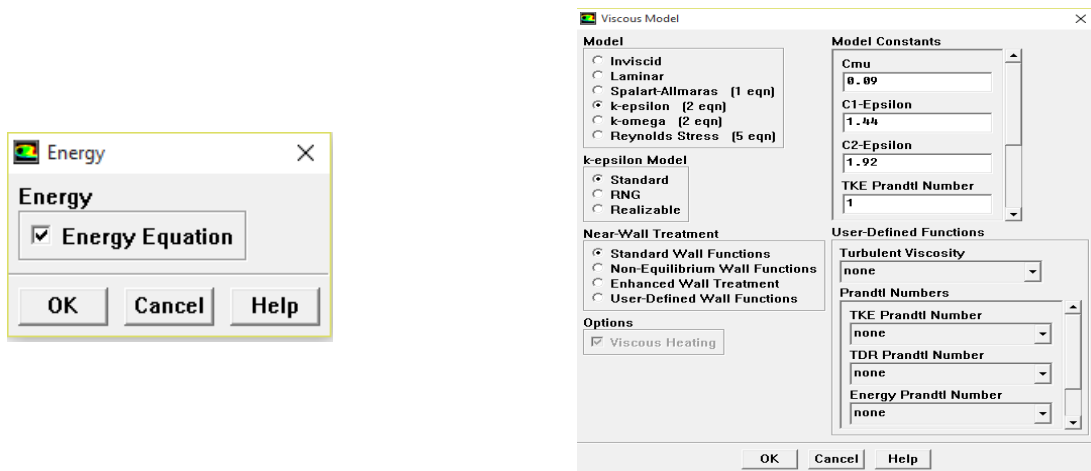 Energy
Energy
Energy Equation
OK Cancel Help
Viscous Model
Model
Inviscid
Laminar
Spalart-Allmaras (1 eqn)
k-epsilon (2 eqn)
k-omega (2 eqn)
Reynolds Stress (5 eqn)
k-epsilon Model
Standard
RNG
Realizable
Near-Wall Treatment
Standard Wall Functions
Non-Equilibrium Wall Functions
Enhanced Wall Treatment
User-Defined Wall Functions
Options
Viscous Heating
Model Constants
Cmu
0.09
C1-Epsilon
1.44
C2-Epsilon
1.92
TKE Prandtl Number
1
User-Defined Functions
Turbulent Viscosity
none
Prandtl Numbers
TKE Prandtl Number
none
TDR Prandtl Number
none
Energy Prandtl Number
none
OK Cancel Help